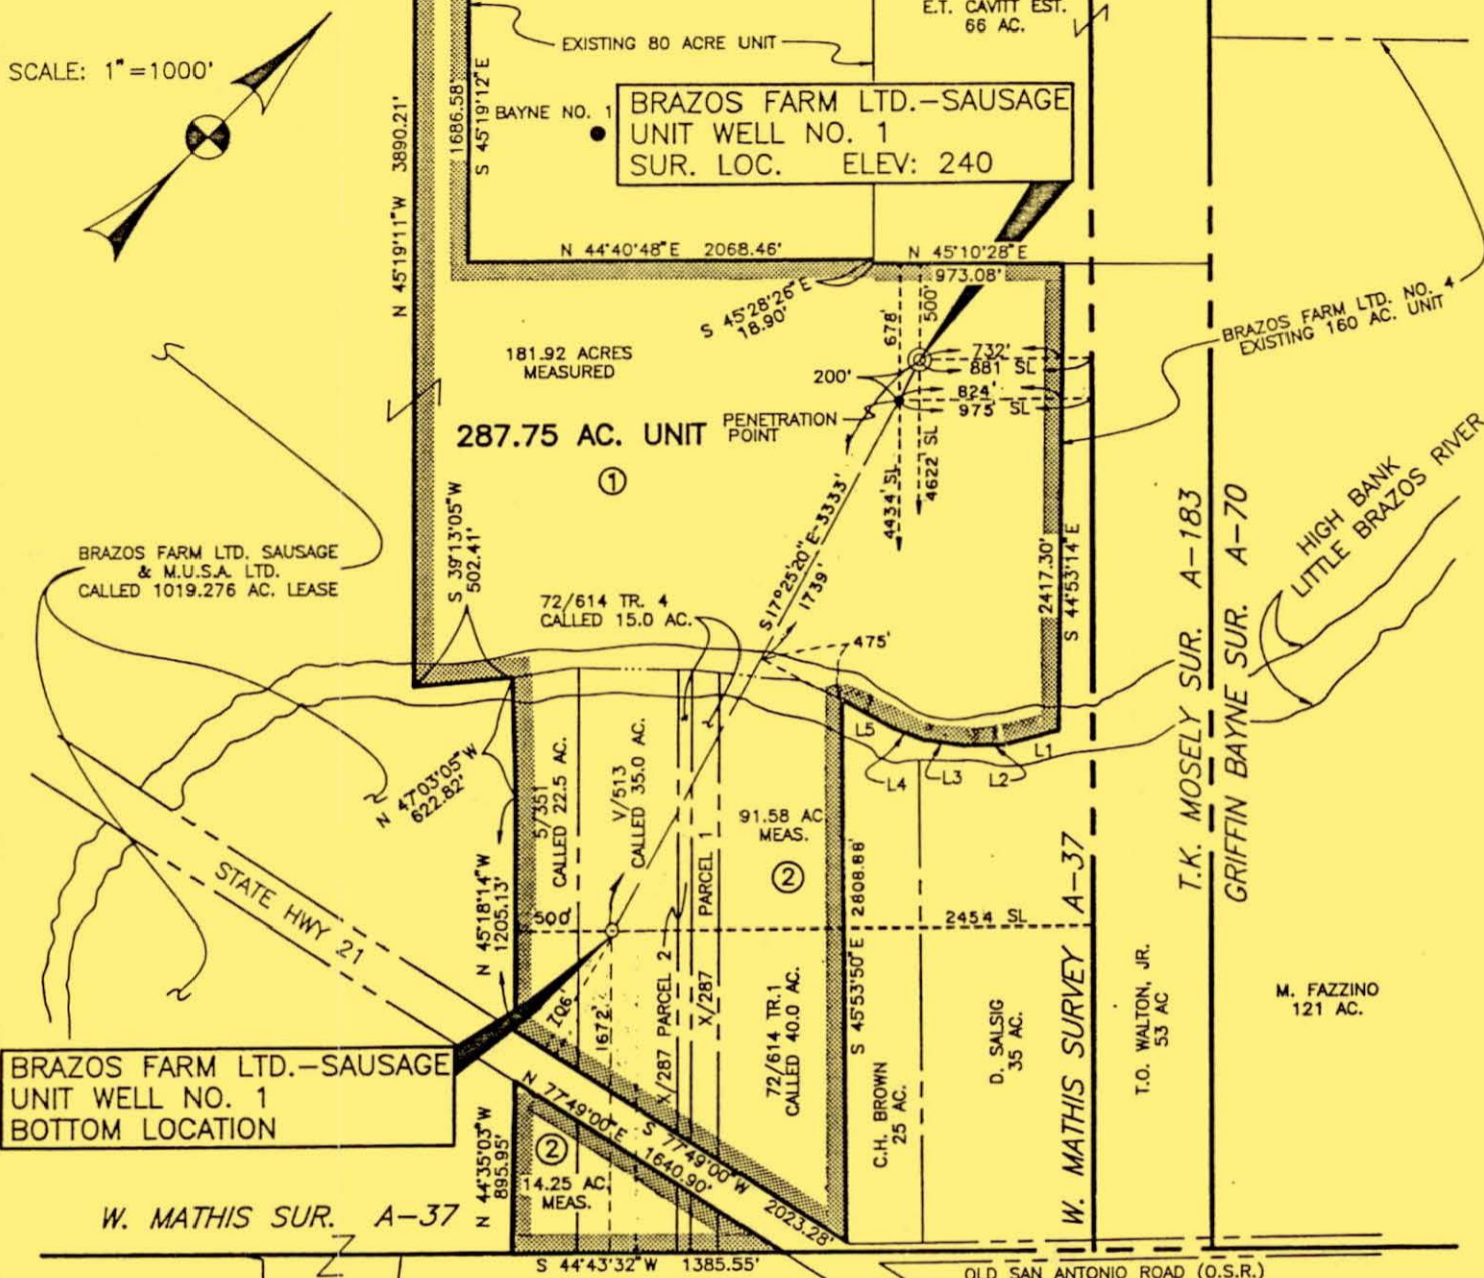 E.T. CAVITT EST.
66 AC.
SCALE: 1"=1000'
EXISTING 80 ACRE UNIT
N 45°19'11"W 3890.21'
1686.58'
S 45°19'12"E
BAYNE NO. 1
BRAZOS FARM LTD.-SAUSAGE
UNIT WELL NO. 1
SUR. LOC. ELEV: 240
N 44°40'48"E 2068.46'
N 45°10'28"E
973.08'
S 45°28'26"E
18.90'
678'
500'
BRAZOS FARM LTD. NO. 4
EXISTING 160 AC. UNIT
181.92 ACRES
MEASURED
732'
881 SL
200'
824'
975' SL
287.75 AC. UNIT
PENETRATION
POINT
1
4434' SL
4622 SL
S 17°25'20"E-3333'
1739'
HIGH BANK
LITTLE BRAZOS RIVER
T.K. MOSELY SUR. A-183
GRIFFIN BAYNE SUR. A-70
2417.30'
S 44°53'14"E
BRAZOS FARM LTD. SAUSAGE
& M.U.S.A. LTD.
CALLED 1019.276 AC. LEASE
S 39°13'05"W
502.41'
72/614 TR. 4
CALLED 15.0 AC.
475'
L5
L4
L3
L2
L1
N 47°03'05"W
622.82'
5/351
CALLED 22.5 AC.
V/513
CALLED 35.0 AC.
91.58 AC
MEAS.
2
STATE HWY 21
N 45°18'14"W
1205.13'
500'
X/287 PARCEL 2
X/287 PARCEL 1
S 45°53'50"E 2808.88'
2454 SL
706'
1672'
72/614 TR.1
CALLED 40.0 AC.
C.H. BROWN
25 AC.
D. SALSIG
35 AC.
W. MATHIS SURVEY A-37
T.O. WALTON, JR.
53 AC
M. FAZZINO
121 AC.
BRAZOS FARM LTD.-SAUSAGE
UNIT WELL NO. 1
BOTTOM LOCATION
N 77°49'00"E
1640.90'
S 77°49'00"W
2023.28'
N 44°35'03"W
895.95'
2
14.25 AC.
MEAS.
W. MATHIS SUR. A-37
S 44°43'32"W 1385.55'
OLD SAN ANTONIO ROAD (O.S.R.)